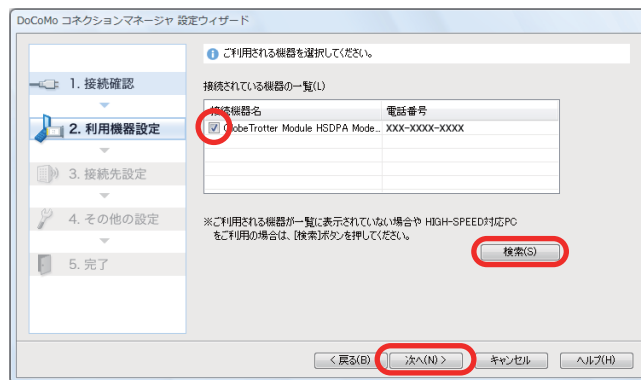 DoCoMo コネクションマネージャ 設定ウィザード
1. 接続確認
2. 利用機器設定
3. 接続先設定
4. その他の設定
5. 完了
ご利用される機器を選択してください。
接続されている機器の一覧(L)
接続機器名 電話番号
GlobeTrotter Module HSDPA Mode... XXX-XXXX-XXXX
※ご利用される機器が一覧に表示されていない場合や HIGH-SPEED対応PC
をご利用の場合は、[検索]ボタンを押してください。
検索(S)
< 戻る(B) 次へ(N) > キャンセル ヘルプ(H)